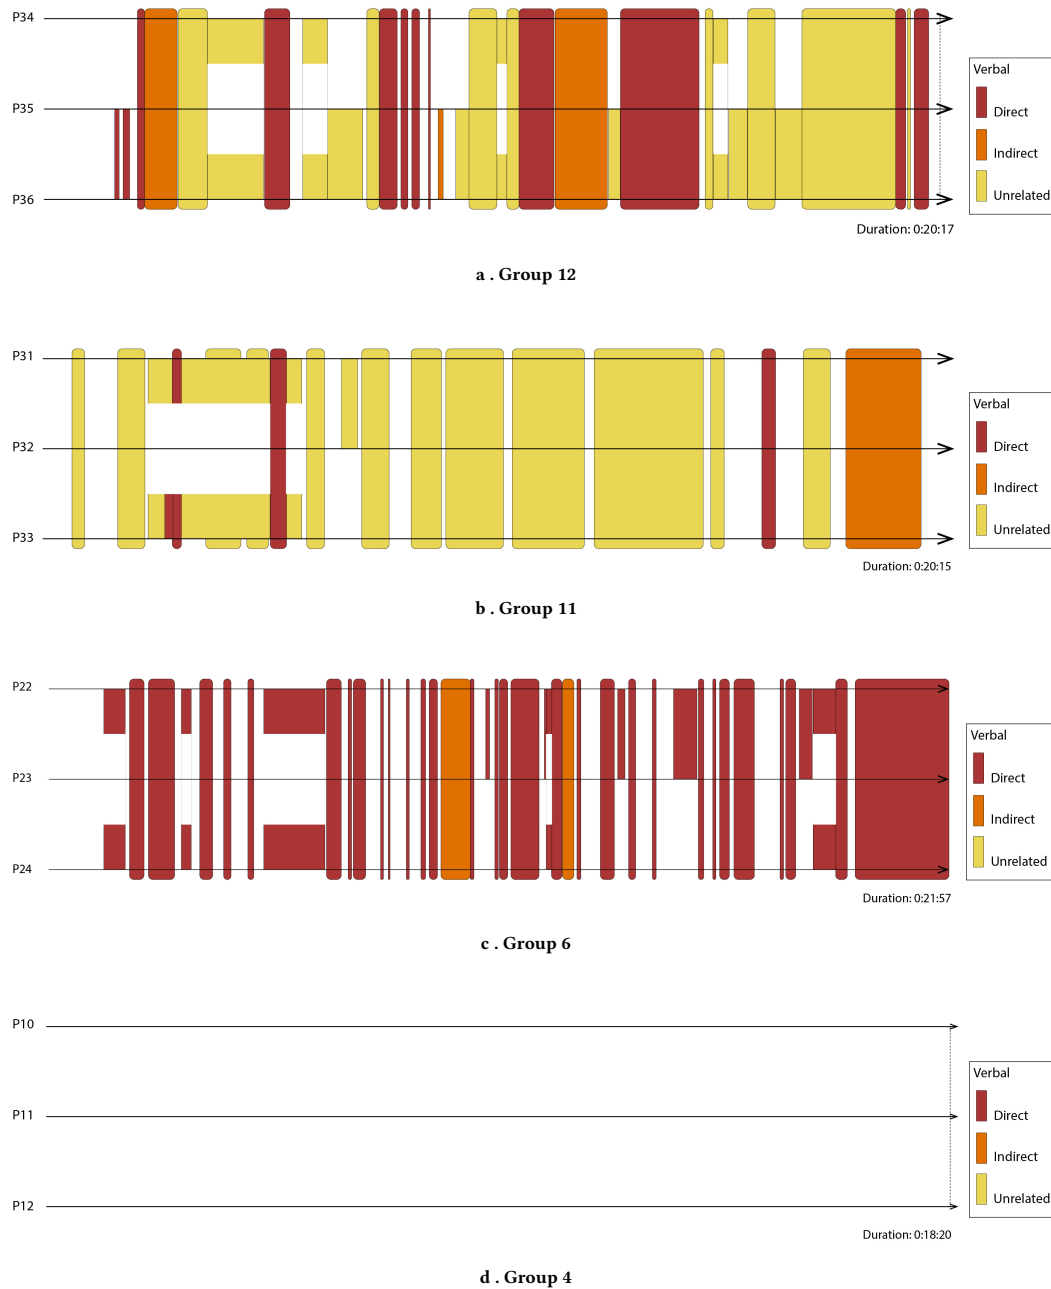 P34
P35
P36
Verbal
Direct
Indirect
Unrelated
Duration: 0:20:17
a . Group 12
P31
P32
P33
Verbal
Direct
Indirect
Unrelated
Duration: 0:20:15
b . Group 11
P22
P23
P24
Verbal
Direct
Indirect
Unrelated
Duration: 0:21:57
c . Group 6
P10
P11
P12
Verbal
Direct
Indirect
Unrelated
Duration: 0:18:20
d . Group 4